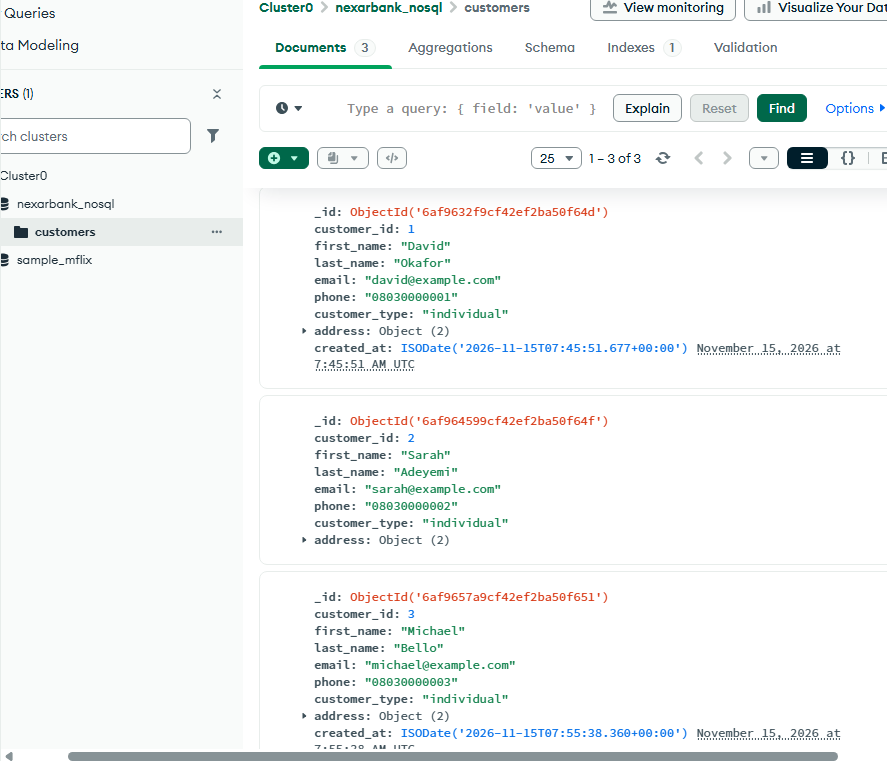 Queries
ta Modeling
ERS (1)
ch clusters
Cluster0
nexarbank_nosql
customers
sample_mflix
Cluster0 > nexarbank_nosql > customers
View monitoring
Visualize Your Dat
Documents 3 Aggregations Schema Indexes 1 Validation
Type a query: { field: 'value' } Explain Reset Find Options
25 1 – 3 of 3 {}
_id: ObjectId('6af9632f9cf42ef2ba50f64d')
customer_id: 1
first_name: "David"
last_name: "Okafor"
email: "david@example.com"
phone: "08030000001"
customer_type: "individual"
address: Object (2)
created_at: ISODate('2026-11-15T07:45:51.677+00:00') November 15, 2026 at
7:45:51 AM UTC
_id: ObjectId('6af964599cf42ef2ba50f64f')
customer_id: 2
first_name: "Sarah"
last_name: "Adeyemi"
email: "sarah@example.com"
phone: "08030000002"
customer_type: "individual"
address: Object (2)
_id: ObjectId('6af9657a9cf42ef2ba50f651')
customer_id: 3
first_name: "Michael"
last_name: "Bello"
email: "michael@example.com"
phone: "08030000003"
customer_type: "individual"
address: Object (2)
created_at: ISODate('2026-11-15T07:55:38.360+00:00') November 15, 2026 at
7:55:38 AM UTC